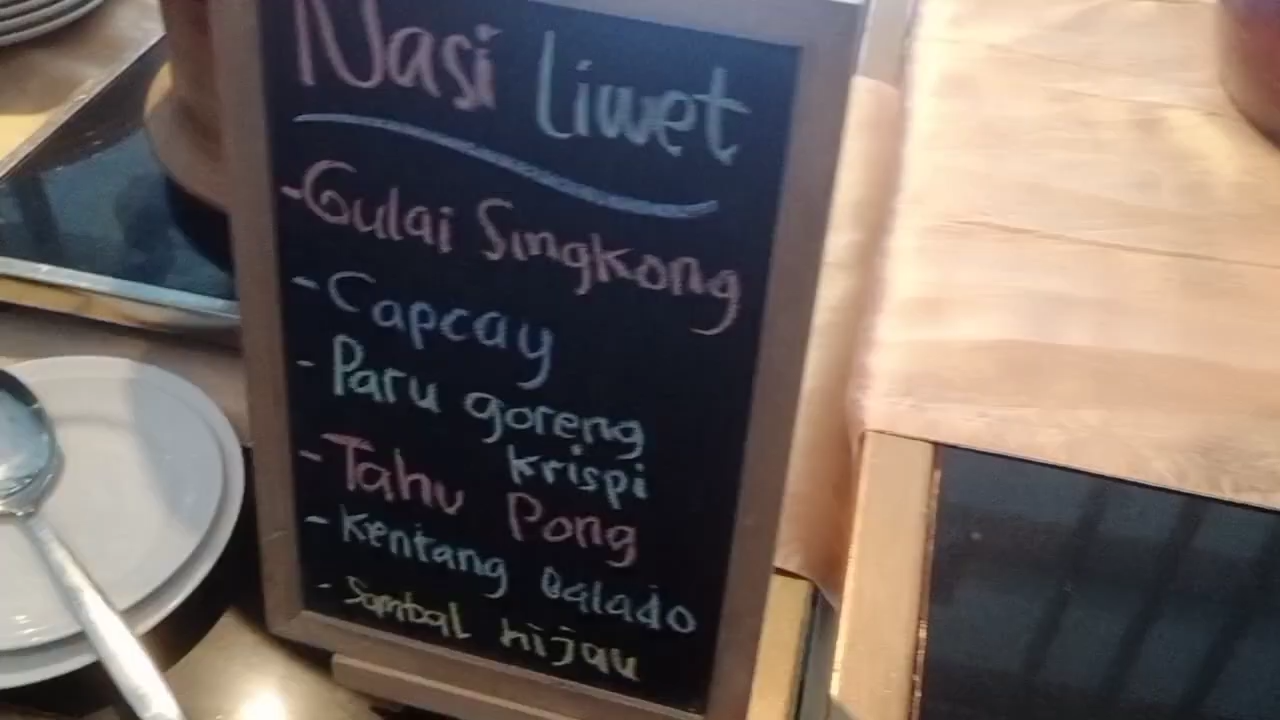 Nasi Liwet
- Gulai Singkong
- Capcay
- Paru goreng
krispi
- Tahu Pong
- Kentang Balado
- Sambal hijau